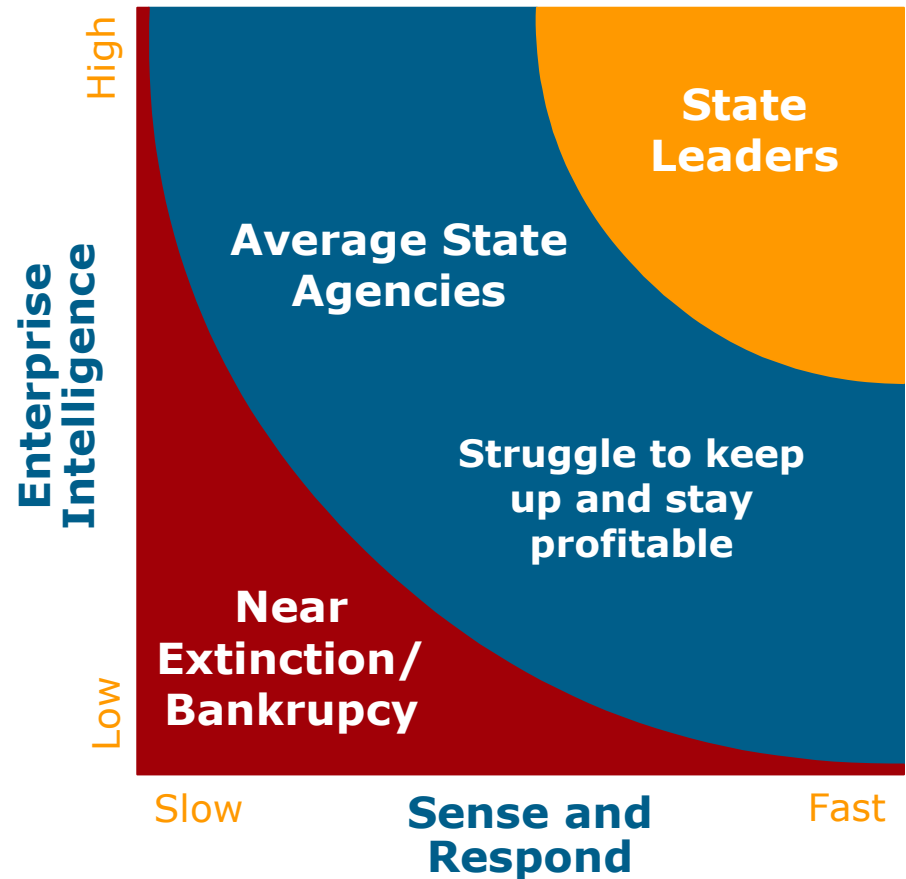 High
State
Leaders
Average State
Agencies
Enterprise
Intelligence
Struggle to keep
up and stay
profitable
Near
Extinction/
Bankrupcy
Low
Slow
Sense and
Respond
Fast